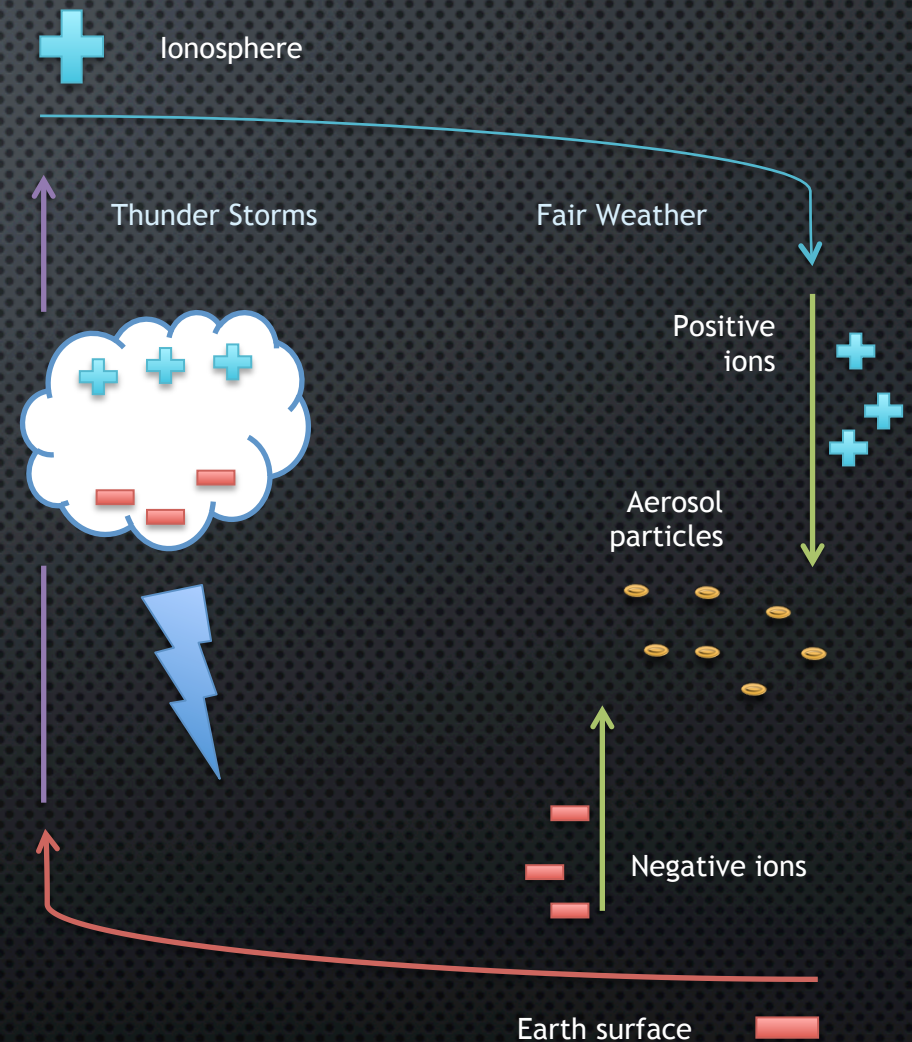 Ionosphere
Thunder Storms
Fair Weather
Positive
ions
Aerosol
particles
Negative ions
Earth surface